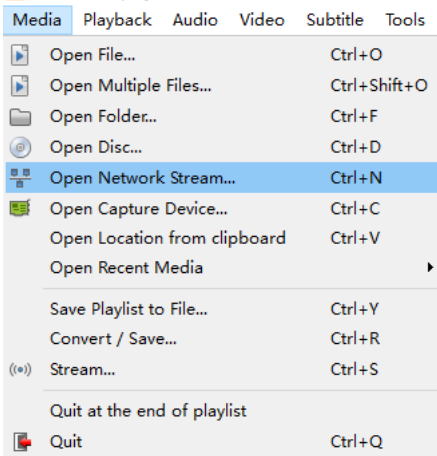 Media Playback Audio Video Subtitle Tools
Open File... Ctrl+O
Open Multiple Files... Ctrl+Shift+O
Open Folder... Ctrl+F
Open Disc... Ctrl+D
Open Network Stream... Ctrl+N
Open Capture Device... Ctrl+C
Open Location from clipboard Ctrl+V
Open Recent Media
Save Playlist to File... Ctrl+Y
Convert / Save... Ctrl+R
Stream... Ctrl+S
Quit at the end of playlist
Quit Ctrl+Q